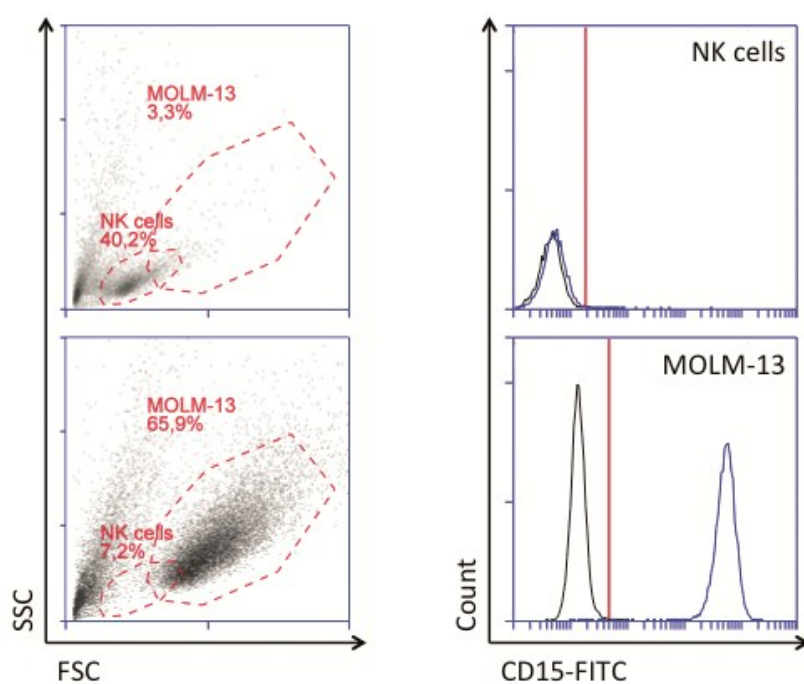 MOLM-13
3,3%
NK cells
40,2%
NK cells
MOLM-13
65,9%
NK cells
7,2%
MOLM-13
SSC
FSC
Count
CD15-FITC